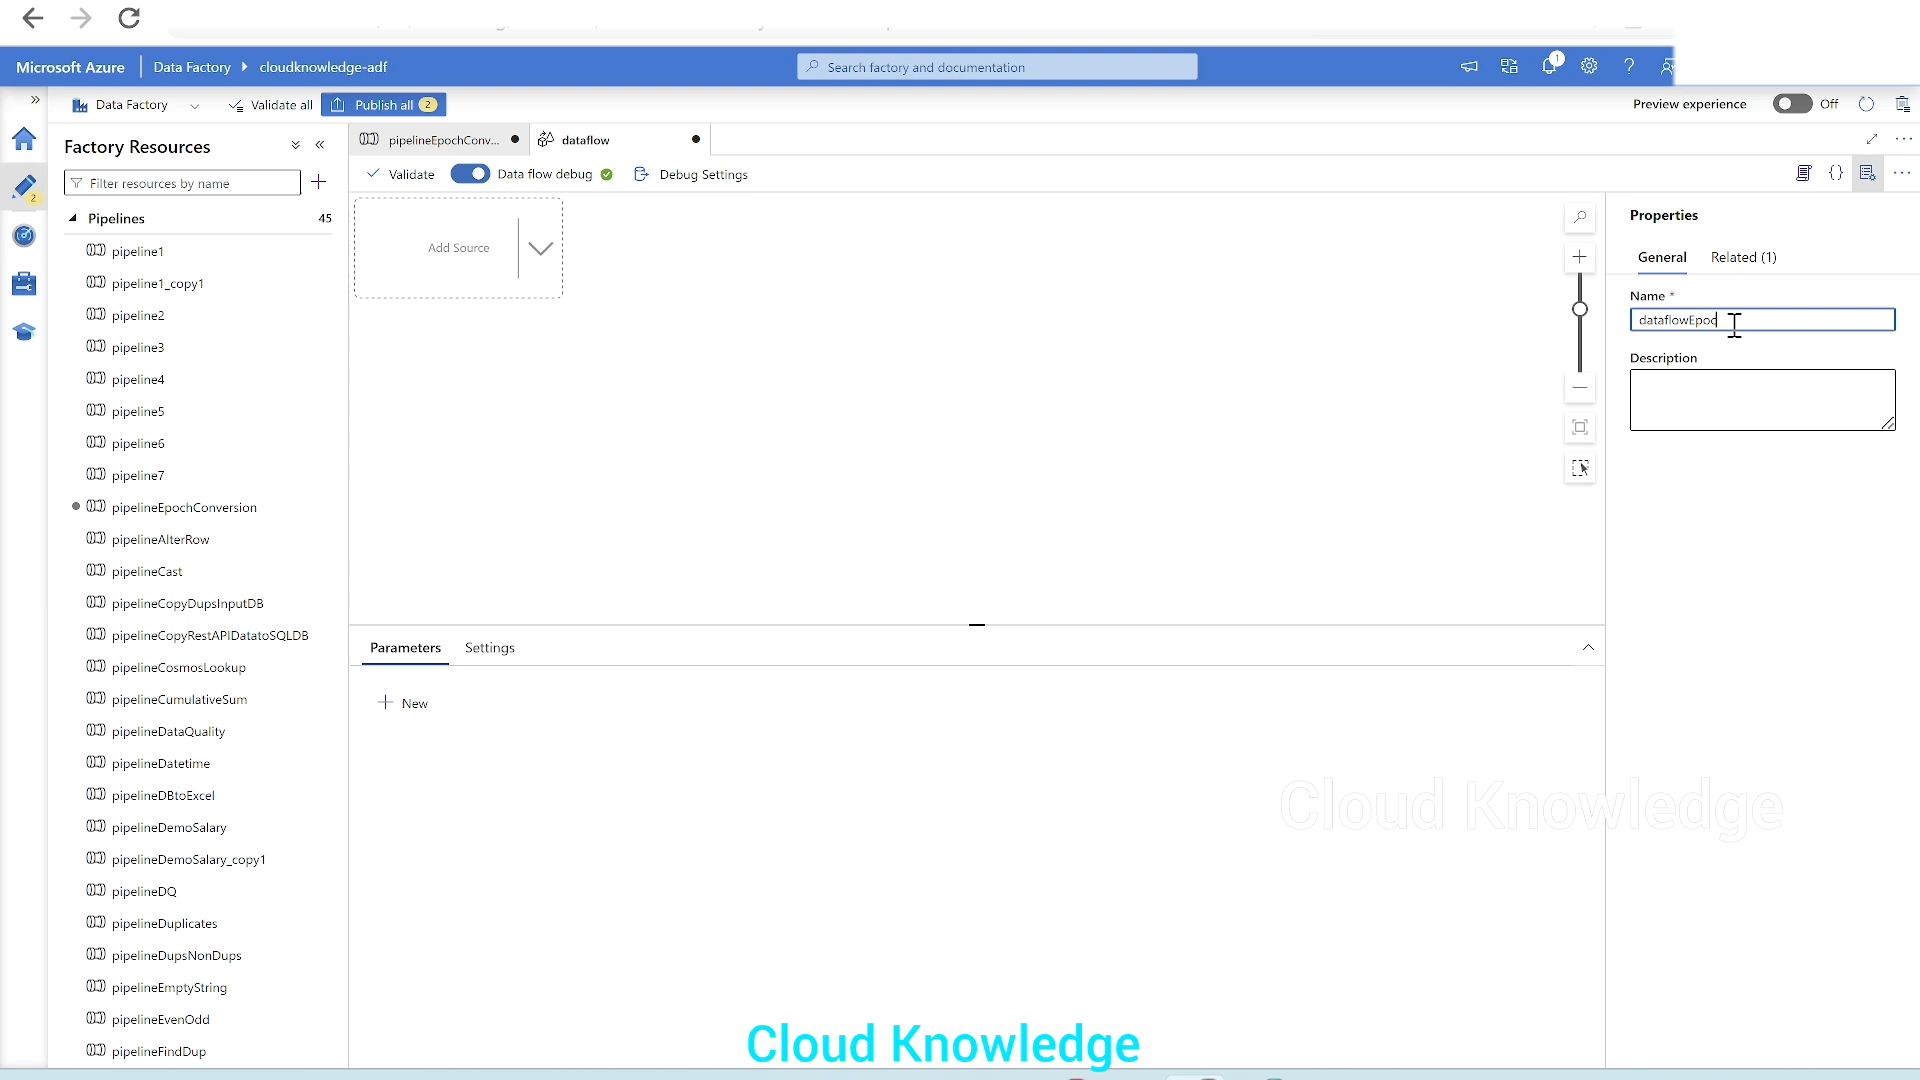 Microsoft Azure
Data Factory
cloudknowledge-adf
Search factory and documentation
1
Data Factory
Validate all
Publish all 2
Preview experience
Off
2
Factory Resources
Filter resources by name
Pipelines 45
pipeline1
pipeline1_copy1
pipeline2
pipeline3
pipeline4
pipeline5
pipeline6
pipeline7
pipelineEpochConversion
pipelineAlterRow
pipelineCast
pipelineCopyDupsInputDB
pipelineCopyRestAPIDatatoSQLDB
pipelineCosmosLookup
pipelineCumulativeSum
pipelineDataQuality
pipelineDatetime
pipelineDBtoExcel
pipelineDemoSalary
pipelineDemoSalary_copy1
pipelineDQ
pipelineDuplicates
pipelineDupsNonDups
pipelineEmptyString
pipelineEvenOdd
pipelineFindDup
pipelineEpochConv...
dataflow
Validate
Data flow debug
Debug Settings
Add Source
Parameters
Settings
New
Properties
General
Related (1)
Name *
dataflowEpoc
Description
Cloud Knowledge
Cloud Knowledge